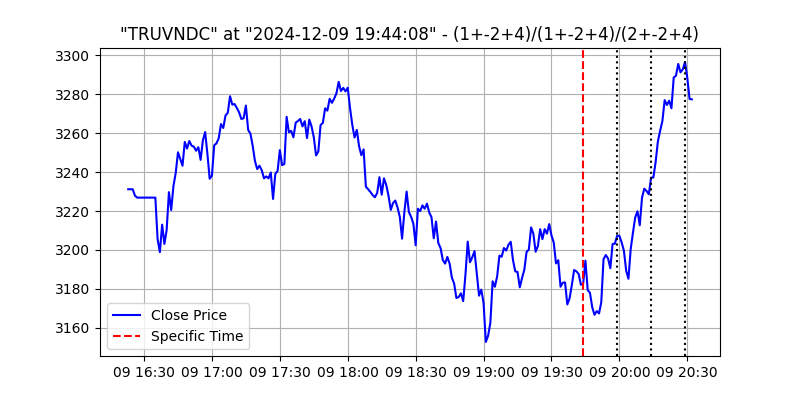 "TRUVNDC" at "2024-12-09 19:44:08" - (1+-2+4)/(1+-2+4)/(2+-2+4)
3300
3280
3260
3240
3220
3200
3180
3160
Close Price
Specific Time
09 16:30 09 17:00 09 17:30 09 18:00 09 18:30 09 19:00 09 19:30 09 20:00 09 20:30